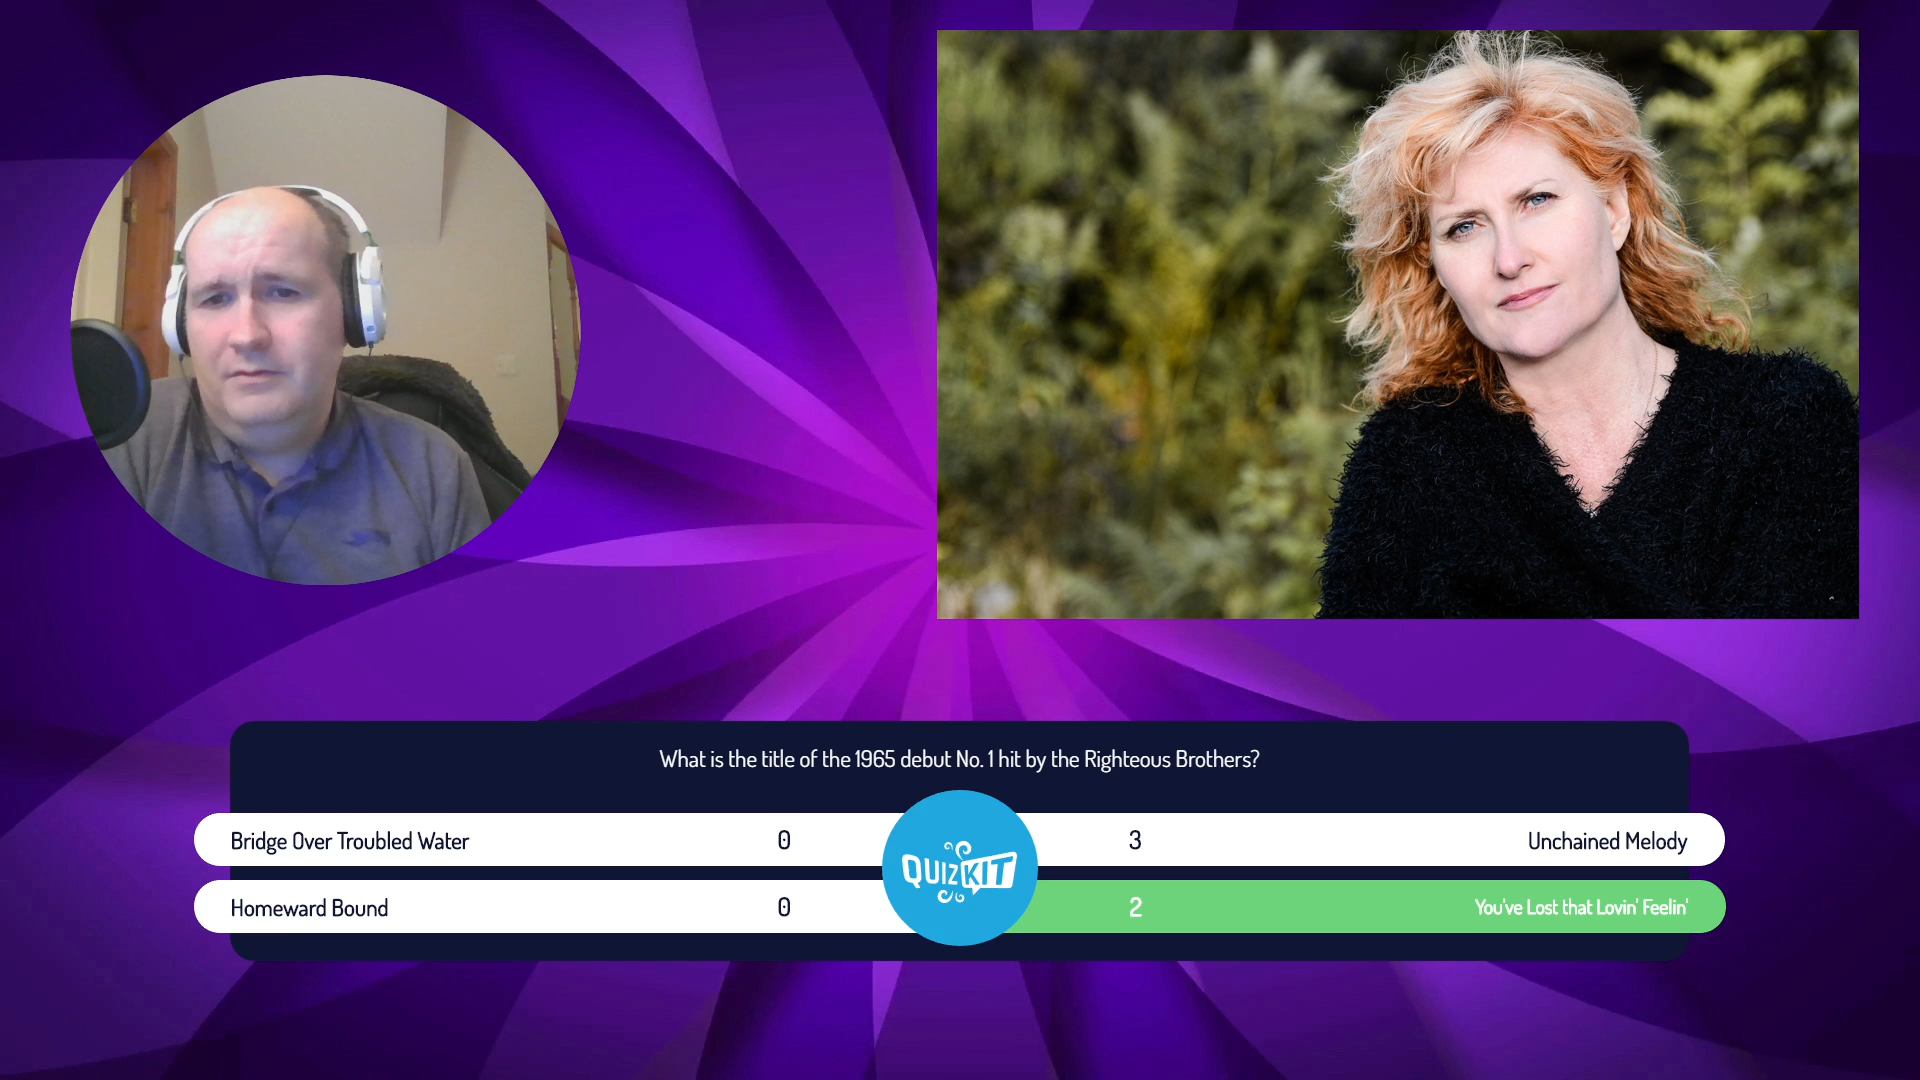 What is the title of the 1965 debut No. 1 hit by the Righteous Brothers?
Bridge Over Troubled Water 0
3 Unchained Melody
Homeward Bound 0
2 You've Lost that Lovin' Feelin'
QUIZKIT